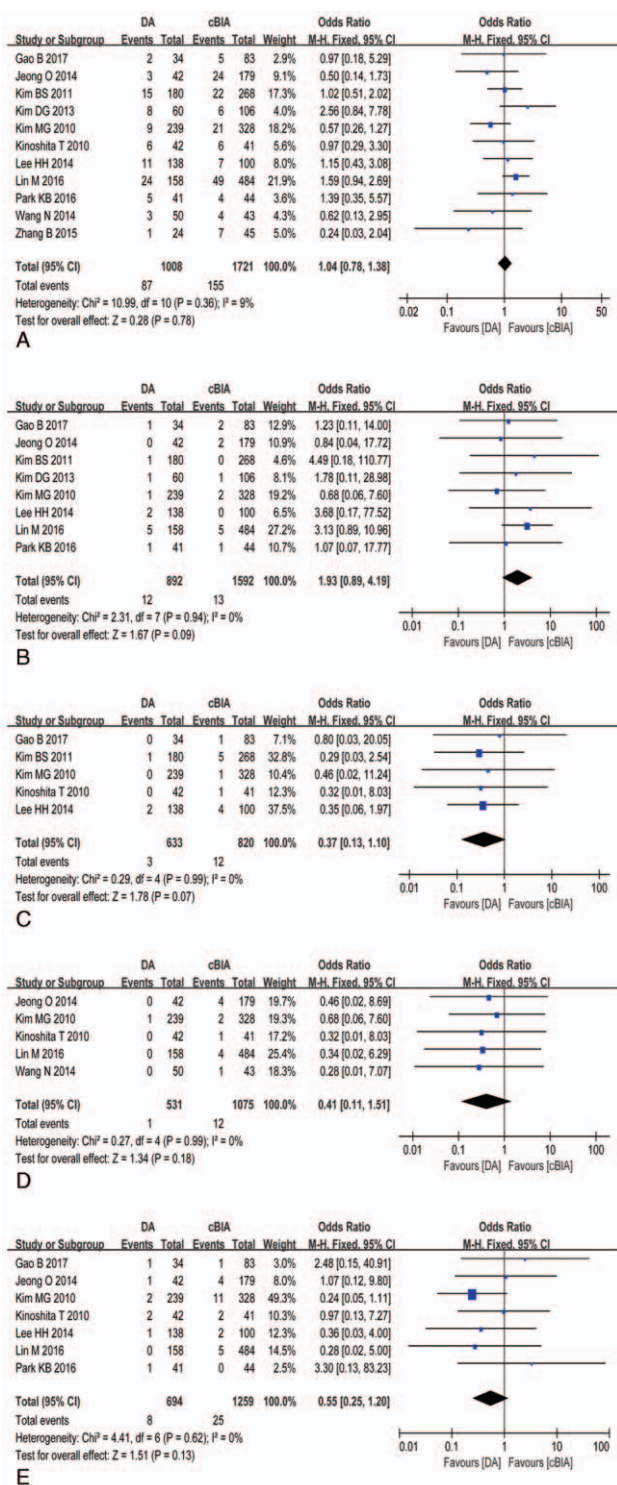 DA cBIA Odds Ratio Odds Ratio
Study or Subgroup Events Total Events Total Weight M-H. Fixed. 95% CI M-H. Fixed. 95% CI
Gao B 2017 2 34 5 83 2.9% 0.97 [0.18, 5.29]
Jeong O 2014 3 42 24 179 7.5% 0.50 [0.14, 1.73]
Kim BS 2011 15 180 22 268 18.6% 1.02 [0.51, 2.02]
Kim DG 2013 8 60 6 106 4.2% 2.56 [0.84, 7.78]
Kim MG 2010 9 239 21 328 18.2% 0.57 [0.26, 1.27]
Kinoshita T 2010 6 42 6 41 5.6% 0.97 [0.29, 3.30]
Lee HH 2014 11 138 7 100 8.0% 1.15 [0.43, 3.08]
Lin M 2016 24 158 49 484 21.9% 1.59 [0.94, 2.69]
Park KB 2016 5 41 4 44 3.6% 1.39 [0.35, 5.57]
Wang N 2014 3 50 4 43 4.4% 0.62 [0.13, 2.95]
Zhang B 2015 1 24 7 45 5.0% 0.24 [0.03, 2.04]
Total (95% CI) 1008 1721 100.0% 1.04 [0.78, 1.38]
Total events 87 155
Heterogeneity: Chi² = 10.99, df = 10 (P = 0.36); I² = 9%
Test for overall effect: Z = 0.28 (P = 0.78)
0.02 0.1 1 10 50
Favours [DA] Favours [cBIA]
A
DA cBIA Odds Ratio Odds Ratio
Study or Subgroup Events Total Events Total Weight M-H. Fixed. 95% CI M-H. Fixed. 95% CI
Gao B 2017 1 34 2 83 12.9% 1.23 [0.11, 14.00]
Jeong O 2014 0 42 2 179 10.9% 0.84 [0.04, 17.72]
Kim BS 2011 1 180 0 268 4.6% 4.49 [0.18, 110.77]
Kim DG 2013 1 60 1 106 8.1% 1.78 [0.11, 28.98]
Kim MG 2010 1 239 2 328 19.2% 0.68 [0.06, 7.60]
Lee HH 2014 2 138 0 100 6.5% 3.68 [0.17, 77.52]
Lin M 2016 5 158 5 484 27.2% 3.13 [0.89, 10.96]
Park KB 2016 1 41 1 44 10.7% 1.07 [0.07, 17.77]
Total (95% CI) 892 1592 100.0% 1.93 [0.89, 4.19]
Total events 12 13
Heterogeneity: Chi² = 2.31, df = 7 (P = 0.94); I² = 0%
Test for overall effect: Z = 1.67 (P = 0.09)
0.01 0.1 1 10 100
Favours [DA] Favours [cBIA]
B
DA cBIA Odds Ratio Odds Ratio
Study or Subgroup Events Total Events Total Weight M-H. Fixed. 95% CI M-H. Fixed. 95% CI
Gao B 2017 0 34 1 83 7.1% 0.80 [0.03, 20.05]
Kim BS 2011 1 180 5 268 32.8% 0.29 [0.03, 2.54]
Kim MG 2010 0 239 1 328 10.4% 0.46 [0.02, 11.24]
Kinoshita T 2010 0 42 1 41 12.3% 0.32 [0.01, 8.03]
Lee HH 2014 2 138 4 100 37.5% 0.35 [0.06, 1.97]
Total (95% CI) 633 820 100.0% 0.37 [0.13, 1.10]
Total events 3 12
Heterogeneity: Chi² = 0.29, df = 4 (P = 0.99); I² = 0%
Test for overall effect: Z = 1.78 (P = 0.07)
0.01 0.1 1 10 100
Favours [DA] Favours [cBIA]
C
DA cBIA Odds Ratio Odds Ratio
Study or Subgroup Events Total Events Total Weight M-H. Fixed. 95% CI M-H. Fixed. 95% CI
Jeong O 2014 0 42 4 179 19.7% 0.46 [0.02, 8.69]
Kim MG 2010 1 239 2 328 19.4% 0.68 [0.06, 7.60]
Kinoshita T 2010 0 42 1 41 17.2% 0.32 [0.01, 8.03]
Lin M 2016 0 158 4 484 25.4% 0.34 [0.02, 6.29]
Wang N 2014 0 50 1 43 18.3% 0.28 [0.01, 7.07]
Total (95% CI) 531 1075 100.0% 0.41 [0.11, 1.51]
Total events 1 12
Heterogeneity: Chi² = 0.27, df = 4 (P = 0.99); I² = 0%
Test for overall effect: Z = 1.34 (P = 0.18)
0.01 0.1 1 10 100
Favours [DA] Favours [cBIA]
D
DA cBIA Odds Ratio Odds Ratio
Study or Subgroup Events Total Events Total Weight M-H. Fixed. 95% CI M-H. Fixed. 95% CI
Gao B 2017 1 34 1 83 3.0% 2.48 [0.15, 40.91]
Jeong O 2014 1 42 4 179 8.0% 1.07 [0.12, 9.80]
Kim MG 2010 2 239 11 328 49.3% 0.24 [0.05, 1.11]
Kinoshita T 2010 2 42 2 41 10.3% 0.97 [0.13, 7.27]
Lee HH 2014 1 138 2 100 12.4% 0.36 [0.03, 4.00]
Lin M 2016 0 158 5 484 14.5% 0.28 [0.02, 5.00]
Park KB 2016 1 41 0 44 2.5% 3.30 [0.13, 83.23]
Total (95% CI) 694 1259 100.0% 0.55 [0.25, 1.20]
Total events 8 25
Heterogeneity: Chi² = 4.41, df = 6 (P = 0.62); I² = 0%
Test for overall effect: Z = 1.51 (P = 0.13)
0.01 0.1 1 10 100
Favours [DA] Favours [cBIA]
E